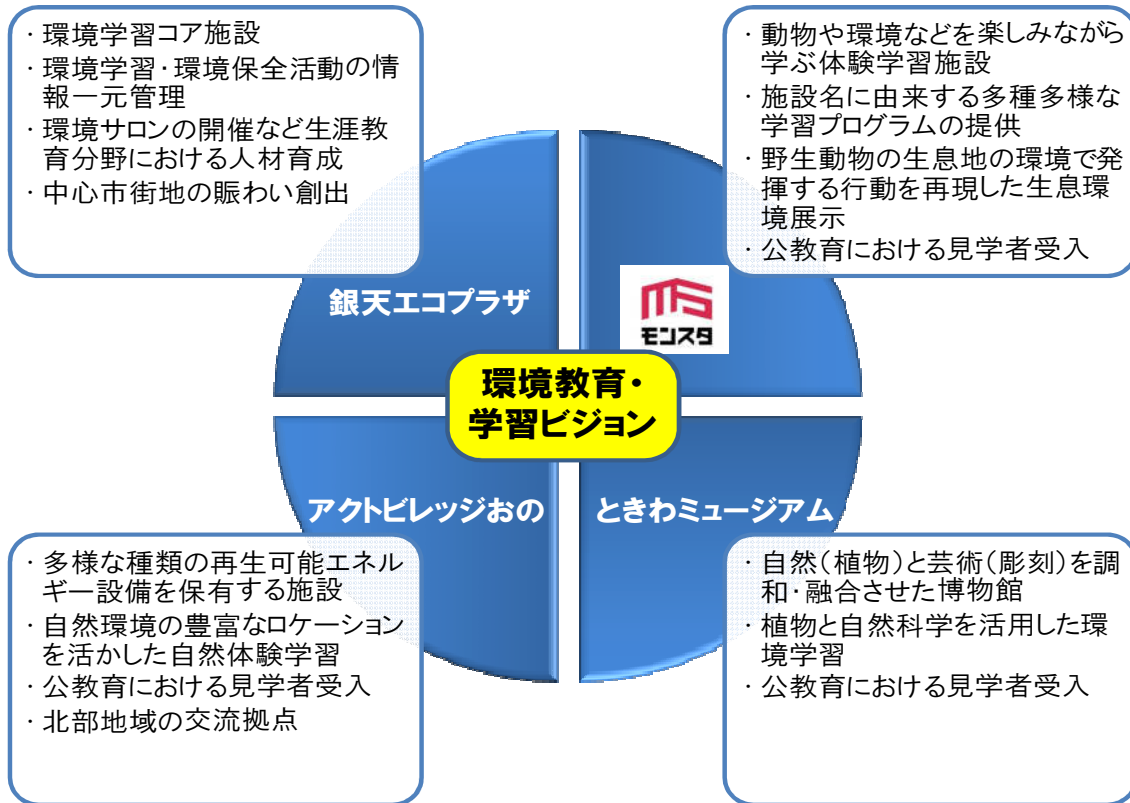 ・環境学習コア施設
・環境学習・環境保全活動の情
報一元管理
・環境サロンの開催など生涯教
育分野における人材育成
・中心市街地の賑わい創出
・動物や環境などを楽しみながら
学ぶ体験学習施設
・施設名に由来する多種多様な
学習プログラムの提供
・野生動物の生息地の環境で発
揮する行動を再現した生息環
境展示
・公教育における見学者受入
銀天エコプラザ
モンスタ
環境教育・
学習ビジョン
アクトビレッジおの
ときわミュージアム
・多様な種類の再生可能エネル
ギー設備を保有する施設
・自然環境の豊富なロケーション
を活かした自然体験学習
・公教育における見学者受入
・北部地域の交流拠点
・自然(植物)と芸術(彫刻)を調
和・融合させた博物館
・植物と自然科学を活用した環
境学習
・公教育における見学者受入